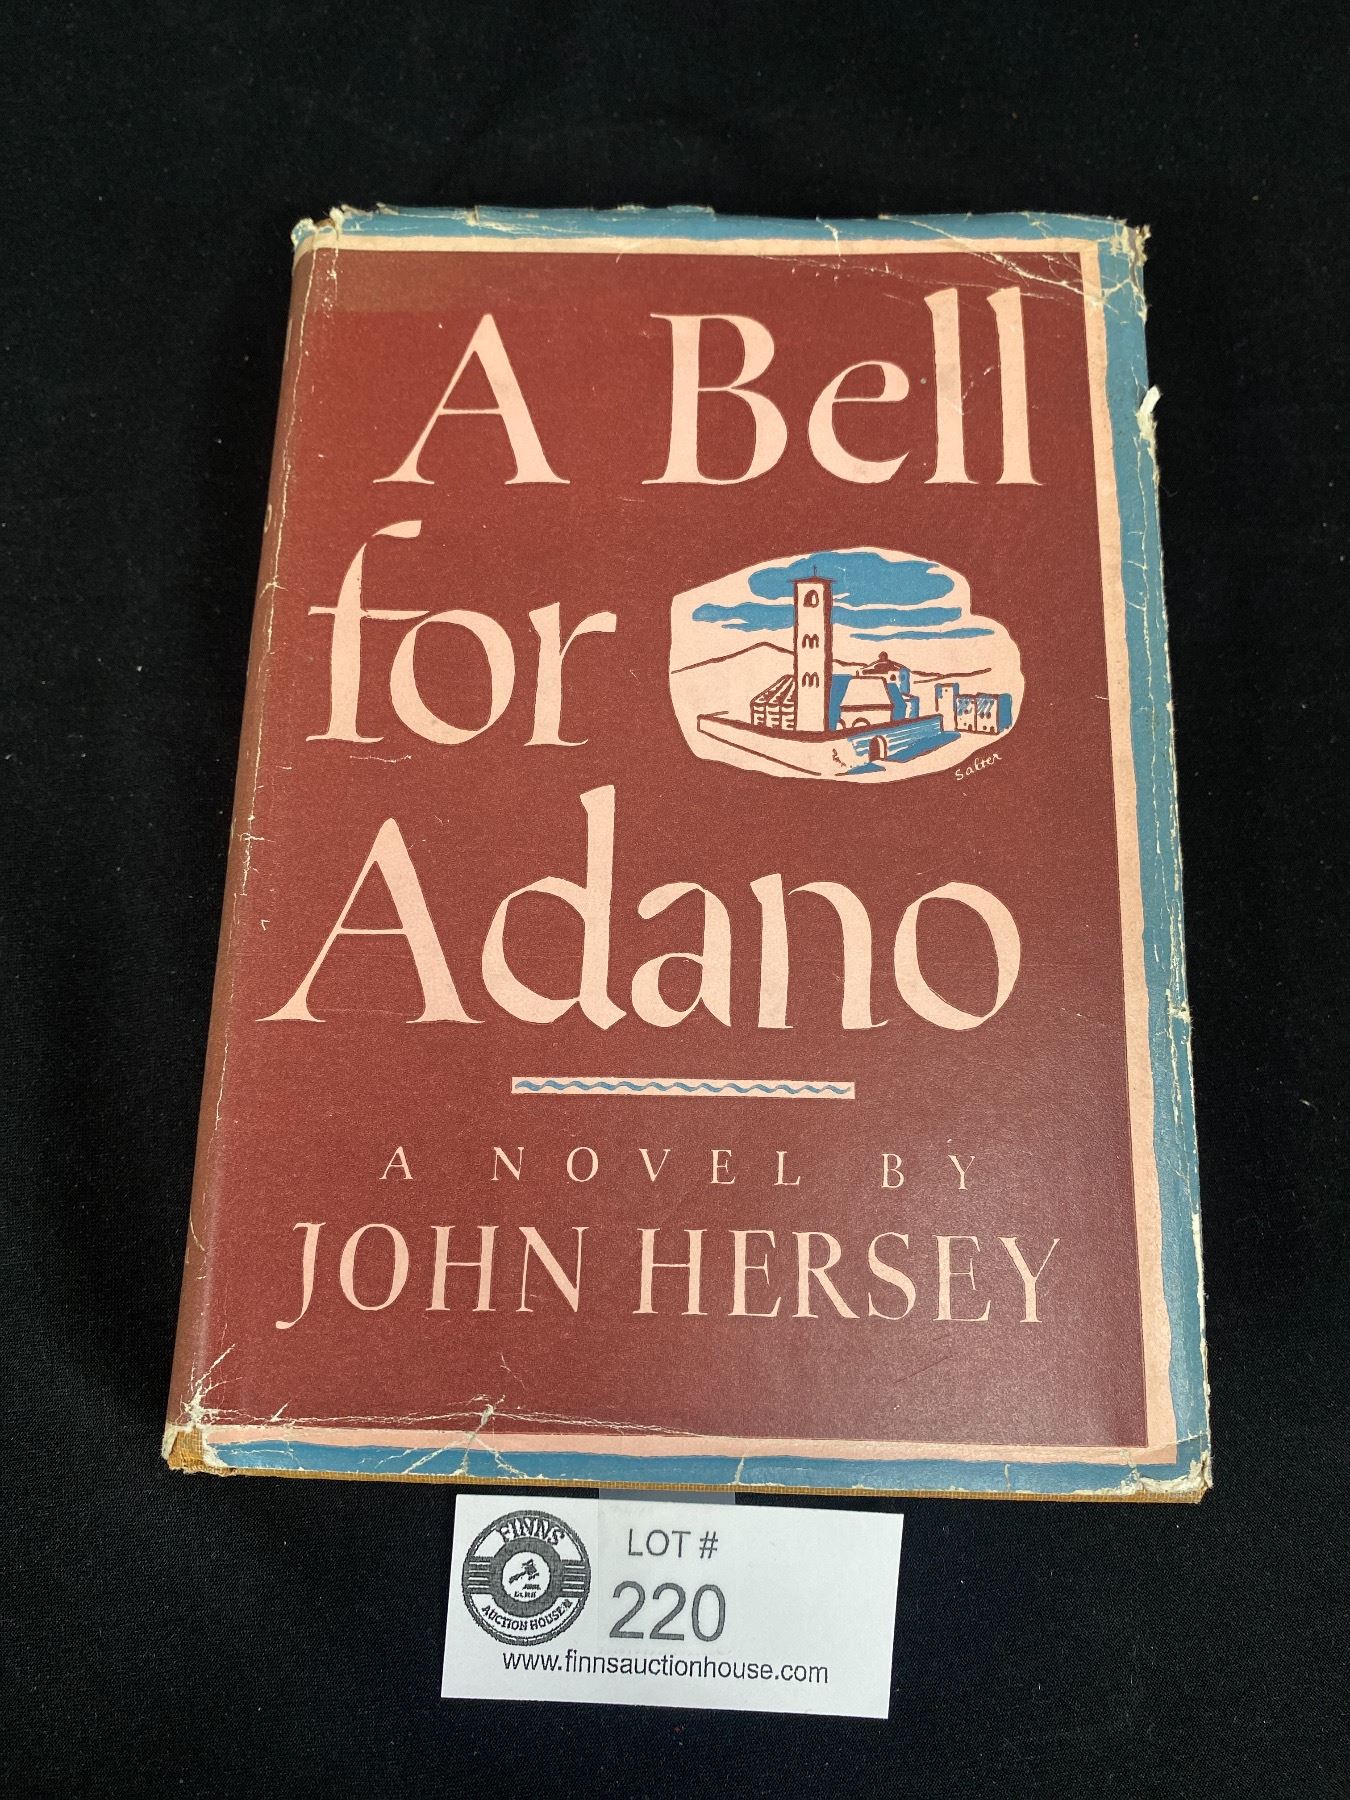 A Bell
for
Salter
Adano
A NOVEL BY
JOHN HERSEY
FINNS
AUCTION HOUSE
LOT #
220
www.finnsauctionhouse.com